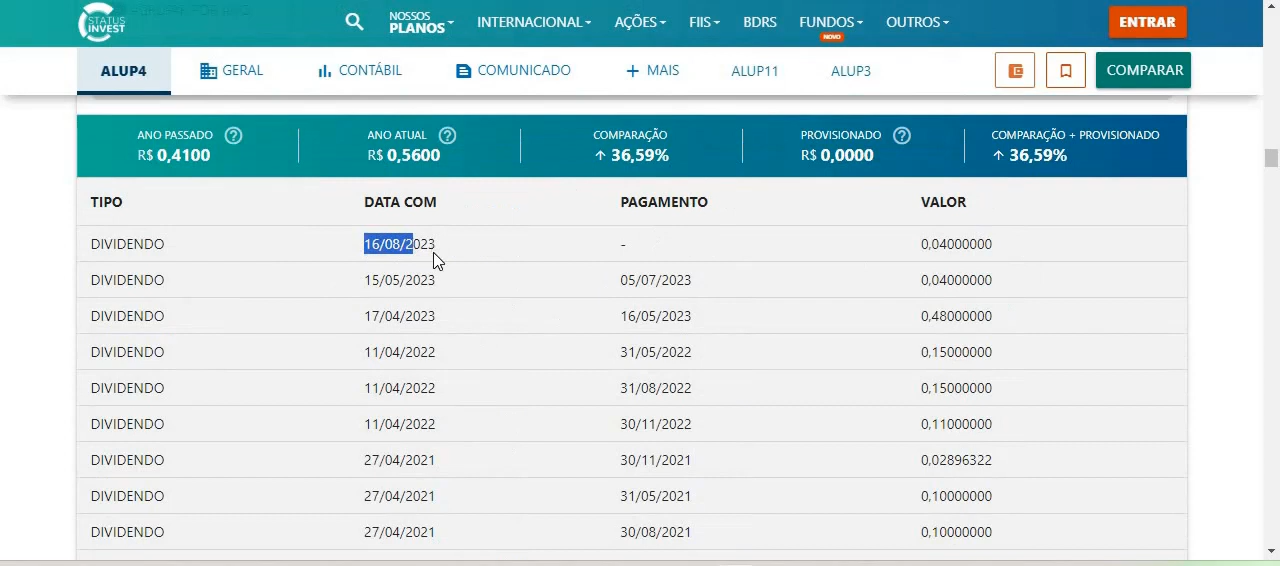 STATUS INVEST
NOSSOS PLANOS INTERNACIONAL AÇÕES FIIS BDRS FUNDOS OUTROS ENTRAR
NOVO
ALUP4 GERAL CONTÁBIL COMUNICADO MAIS ALUP11 ALUP3 COMPARAR
ANO PASSADO ? ANO ATUAL ? COMPARAÇÃO PROVISIONADO ? COMPARAÇÃO + PROVISIONADO
R$ 0,4100 R$ 0,5600 36,59% R$ 0,0000 36,59%
TIPO DATA COM PAGAMENTO VALOR
DIVIDENDO 16/08/2023 - 0,04000000
DIVIDENDO 15/05/2023 05/07/2023 0,04000000
DIVIDENDO 17/04/2023 16/05/2023 0,48000000
DIVIDENDO 11/04/2022 31/05/2022 0,15000000
DIVIDENDO 11/04/2022 31/08/2022 0,15000000
DIVIDENDO 11/04/2022 30/11/2022 0,11000000
DIVIDENDO 27/04/2021 30/11/2021 0,02896322
DIVIDENDO 27/04/2021 31/05/2021 0,10000000
DIVIDENDO 27/04/2021 30/08/2021 0,10000000